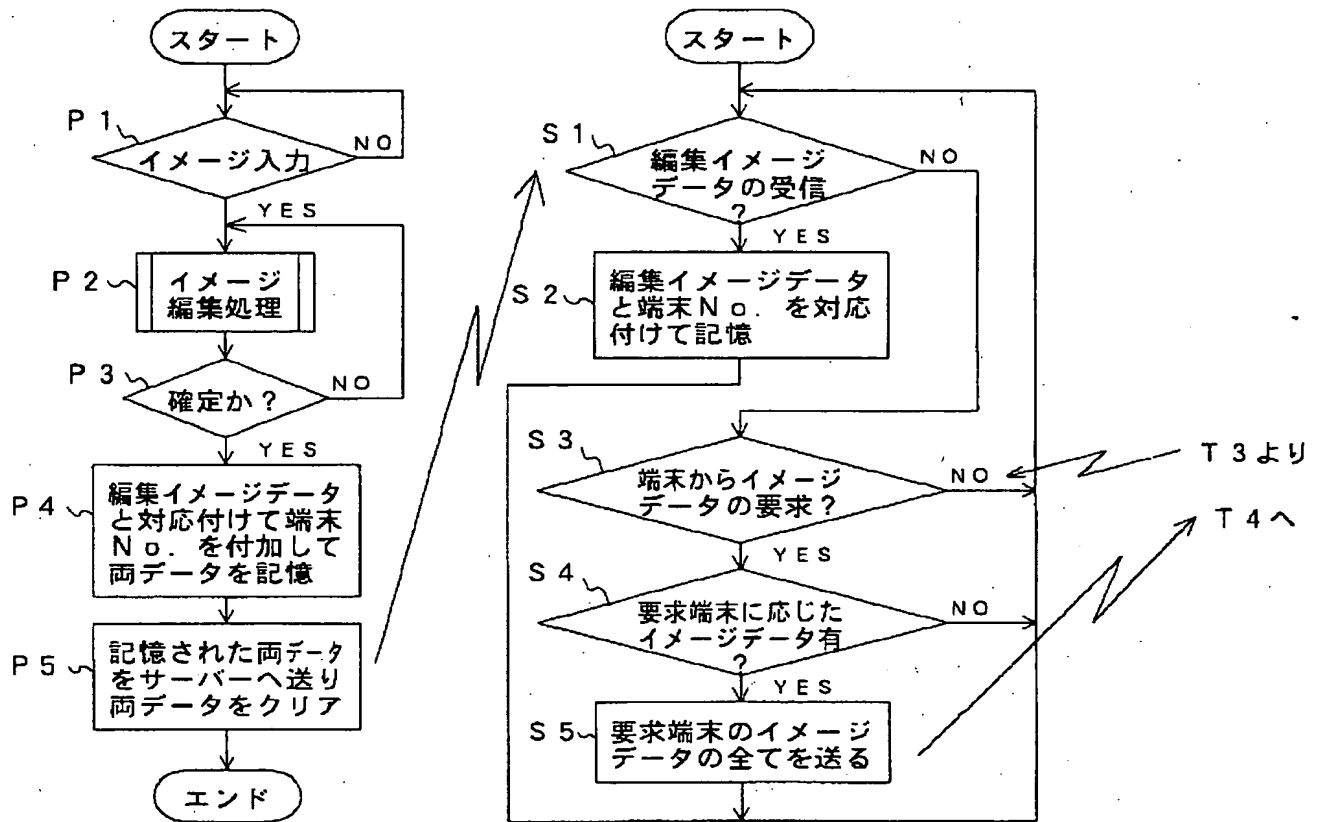 スタート
P1
イメージ入力
NO
YES
P2
イメージ
編集処理
P3
確定か？
NO
YES
P4
編集イメージデータ
と対応付けて端末
No．を付加して
両データを記憶
P5
記憶された両データ
をサーバーへ送り
両データをクリア
エンド
スタート
S1
編集イメージ
データの受信
？
NO
YES
S2
編集イメージデータ
と端末No．を対応
付けて記憶
S3
端末からイメージ
データの要求？
NO
T3より
YES
T4へ
S4
要求端末に応じた
イメージデータ有
？
NO
YES
S5
要求端末のイメージ
データの全てを送る